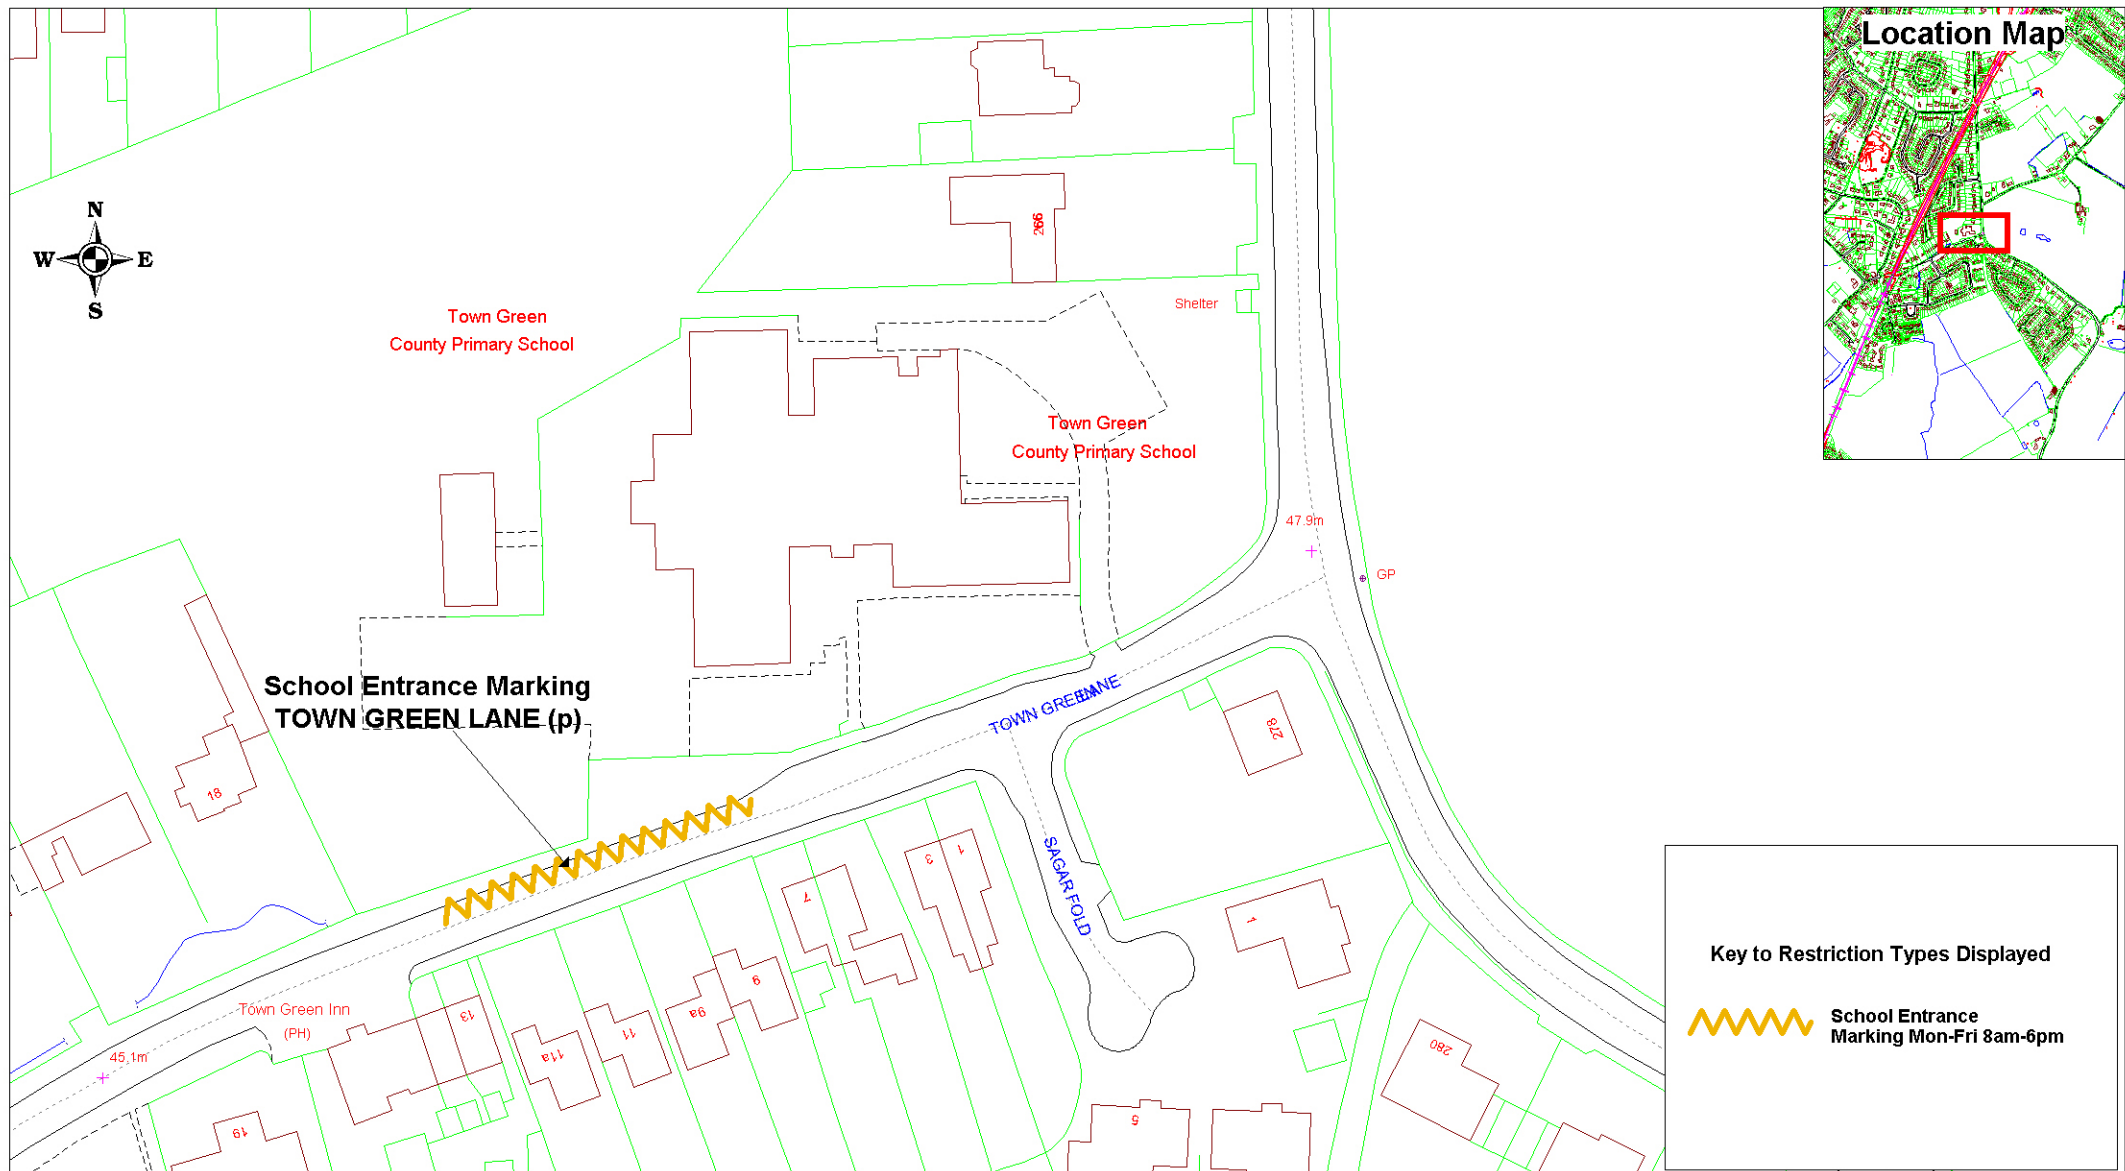 Location Map
N
W E
S
266
Shelter
Town Green
County Primary School
Town Green
County Primary School
47.9m
GP
School Entrance Marking
TOWN GREEN LANE (p)
TOWN GREEN LANE
278
18
SAGAR FOLD
1
3
7
9
9a
11
11a
13
1
Town Green Inn
(PH)
45.1m
19
5
280
Key to Restriction Types Displayed
School Entrance
Marking Mon-Fri 8am-6pm